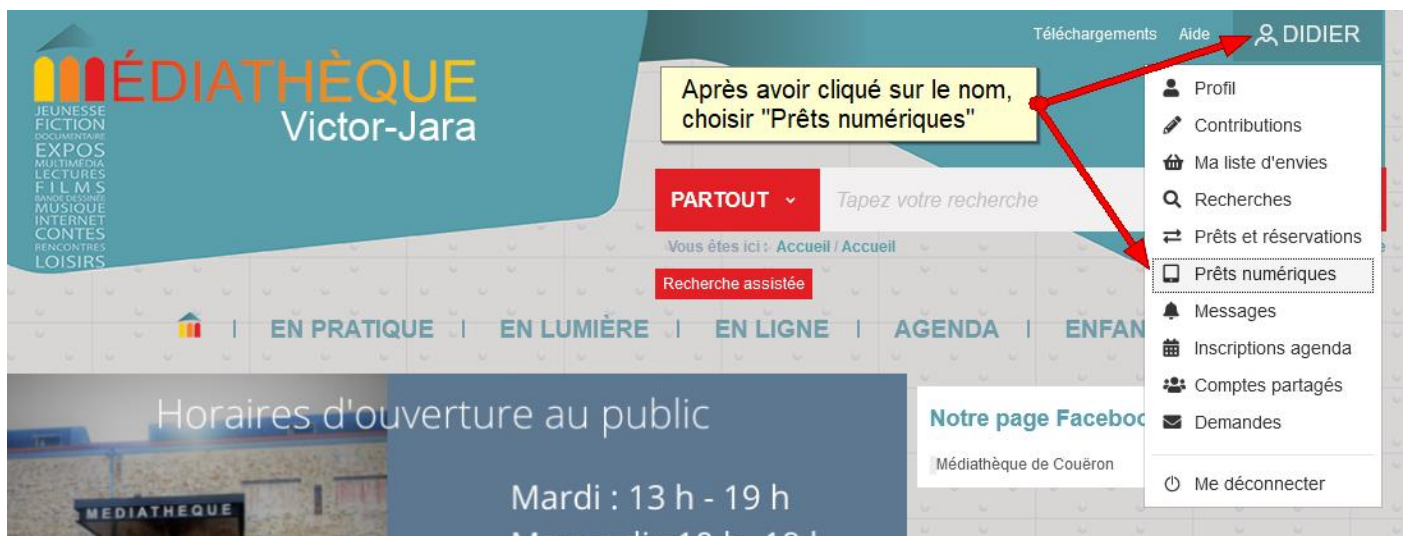 Téléchargements Aide DIDIER
MÉDIATHÈQUE
Victor-Jara
JEUNESSE
FICTION
DOCUMENTAIRE
EXPOS
MULTIMÉDIA
LECTURES
FILMS
BANDE DESSINÉE
MUSIQUE
INTERNET
CONTES
RENCONTRES
LOISIRS
Après avoir cliqué sur le nom,
choisir "Prêts numériques"
PARTOUT
Tapez votre recherche
Vous êtes ici : Accueil / Accueil
Recherche assistée
Profil
Contributions
Ma liste d'envies
Recherches
Prêts et réservations
Prêts numériques
Messages
Inscriptions agenda
Comptes partagés
Demandes
Me déconnecter
EN PRATIQUE | EN LUMIÈRE | EN LIGNE | AGENDA | ENFAN
Horaires d'ouverture au public
Mardi : 13 h - 19 h
MEDIATHEQUE
Notre page Faceboo
Médiathèque de Couëron